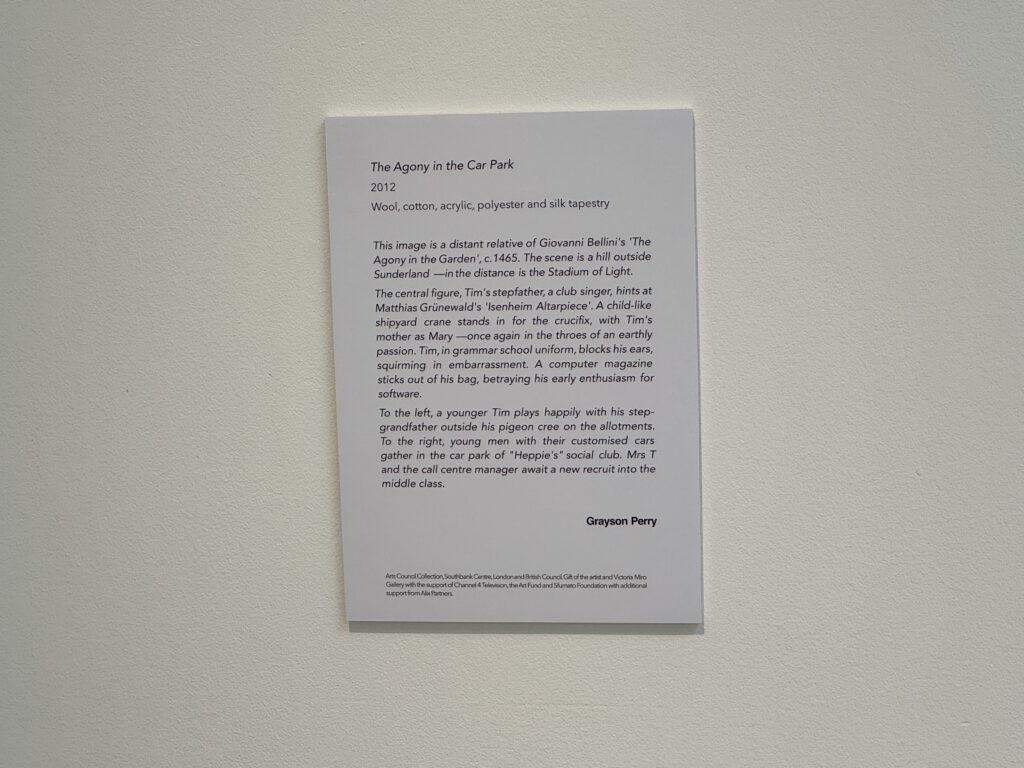 The Agony in the Car Park
2012
Wool, cotton, acrylic, polyester and silk tapestry
This image is a distant relative of Giovanni Bellini's 'The
Agony in the Garden', c.1465. The scene is a hill outside
Sunderland —in the distance is the Stadium of Light.
The central figure, Tim's stepfather, a club singer, hints at
Matthias Grünewald's 'Isenheim Altarpiece'. A child-like
shipyard crane stands in for the crucifix, with Tim's
mother as Mary —once again in the throes of an earthly
passion. Tim, in grammar school uniform, blocks his ears,
squirming in embarrassment. A computer magazine
sticks out of his bag, betraying his early enthusiasm for
software.
To the left, a younger Tim plays happily with his step-
grandfather outside his pigeon cree on the allotments.
To the right, young men with their customised cars
gather in the car park of "Heppie's" social club. Mrs T
and the call centre manager await a new recruit into the
middle class.
Grayson Perry
Arts Council Collection, Southbank Centre, London and British Council. Gift of the artist and Victoria Miro
Gallery with the support of Channel 4 Television, the Art Fund and Sfumato Foundation with additional
support from Alix Partners.